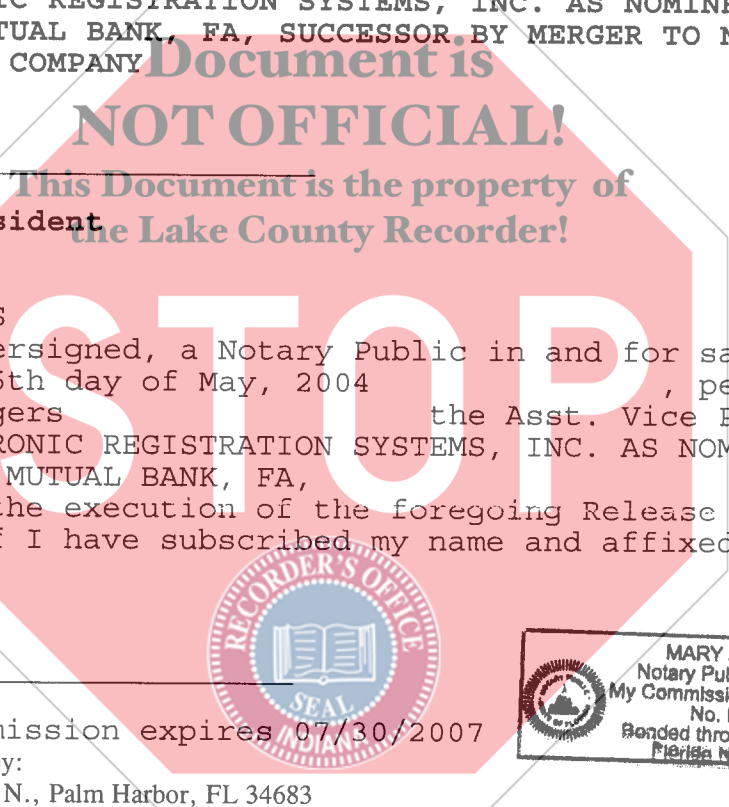 IC REGISTRATION SYSTEMS, INC. AS NOMINE
TUAL BANK, FA, SUCCESSOR BY MERGER TO N
COMPANY
Document is
NOT OFFICIAL!
This Document is the property of
the Lake County Recorder!
sident
STOP
S
ersigned, a Notary Public in and for sa
5th day of May, 2004 , pe
gers the Asst. Vice P
RONIC REGISTRATION SYSTEMS, INC. AS NOM
MUTUAL BANK, FA,
the execution of the foregoing Release
f I have subscribed my name and affixed
RECORDER'S OFFICE
SEAL
INDIANA
MARY
Notary Pub
My Commissi
No.
Bonded thro
Florida N
mission expires 07/30/2007
y:
N., Palm Harbor, FL 34683